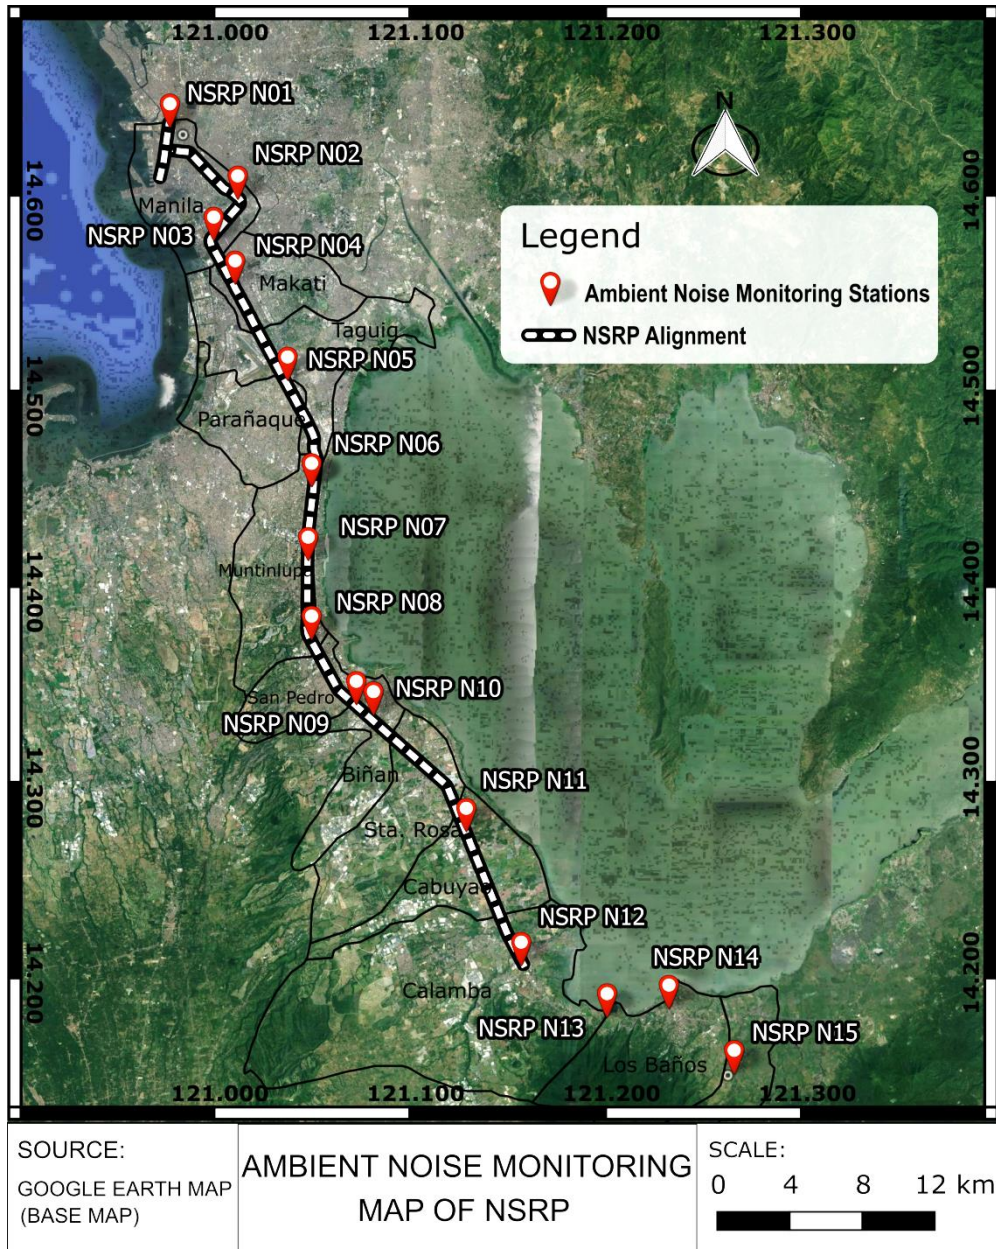 121.000 121.100 121.200 121.300
NSRP N01
N
NSRP N02
14.600
14.600
Manila
NSRP N03
NSRP N04
Legend
Makati
Ambient Noise Monitoring Stations
Taguig
NSRP Alignment
NSRP N05
14.500
14.500
Parañaque
NSRP N06
NSRP N07
Muntinlupa
14.400
14.400
NSRP N08
San Pedro
NSRP N10
NSRP N09
Biñan
14.300
14.300
NSRP N11
Sta. Rosa
Cabuyao
NSRP N12
NSRP N14
14.200
14.200
Calamba
NSRP N13
NSRP N15
Los Baños
121.000 121.100 121.200 121.300
SOURCE:
GOOGLE EARTH MAP
(BASE MAP)
AMBIENT NOISE MONITORING
MAP OF NSRP
SCALE:
0 4 8 12 km